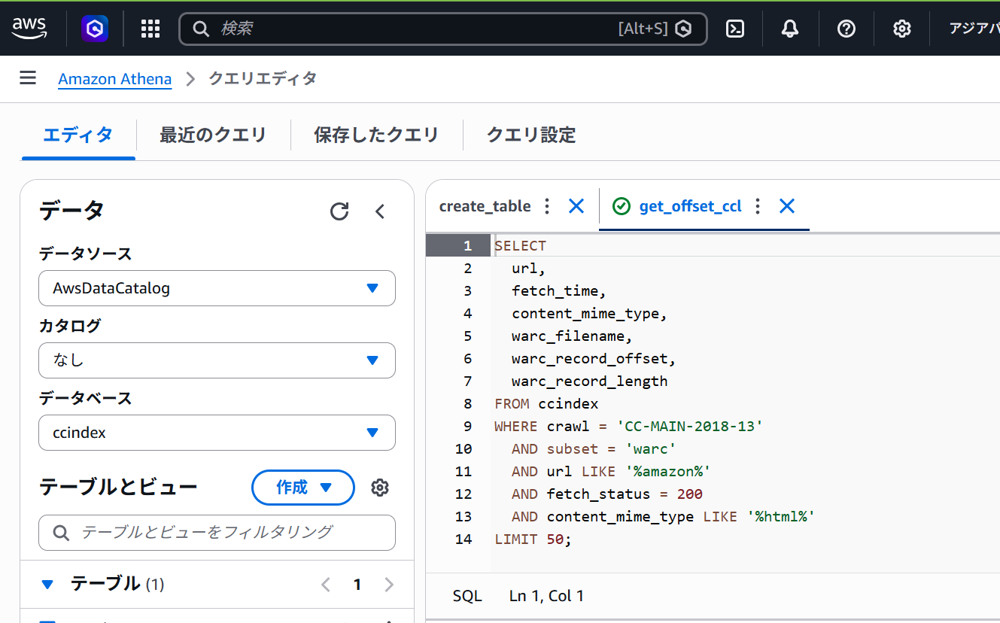 aws
検索 [Alt+S]
アジアパ
Amazon Athena クエリエディタ
エディタ 最近のクエリ 保存したクエリ クエリ設定
データ
データソース
AwsDataCatalog
カタログ
なし
データベース
ccindex
テーブルとビュー 作成
テーブルとビューをフィルタリング
テーブル (1) 1
create_table get_offset_ccl
1 SELECT
2 url,
3 fetch_time,
4 content_mime_type,
5 warc_filename,
6 warc_record_offset,
7 warc_record_length
8 FROM ccindex
9 WHERE crawl = 'CC-MAIN-2018-13'
10 AND subset = 'warc'
11 AND url LIKE '%amazon%'
12 AND fetch_status = 200
13 AND content_mime_type LIKE '%html%'
14 LIMIT 50;
SQL Ln 1, Col 1